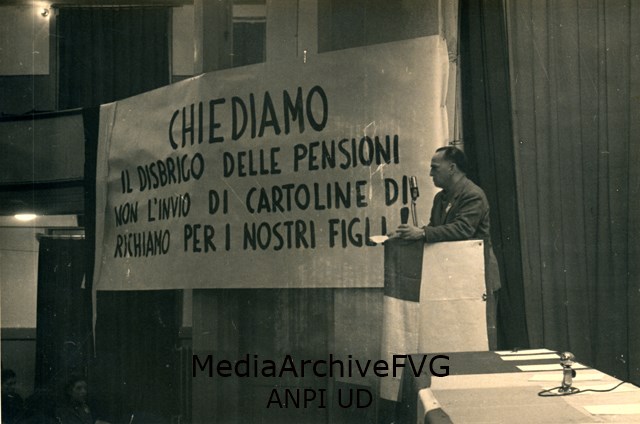 CHIEDIAMO
IL DISBRIGO DELLE PENSIONI
NON L'INVIO DI CARTOLINE DI
RICHIAMO PER I NOSTRI FIGLI
MediaArchiveFVG
ANPI UD